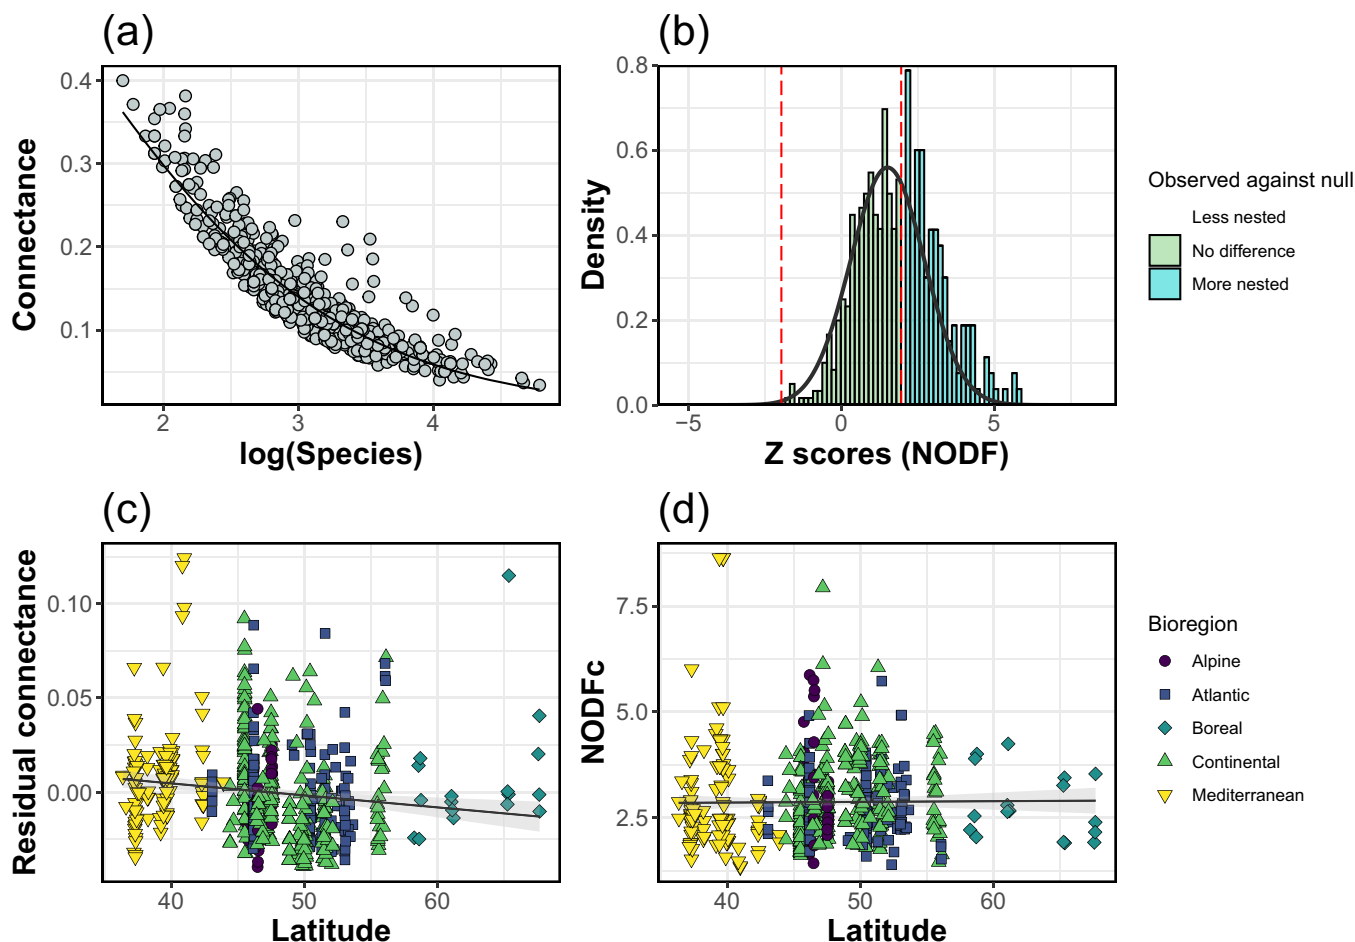 (a)
0.4
0.3
0.2
0.1
Connectance
2
3
4
log(Species)
(b)
0.8
0.6
0.4
0.2
0.0
Density
−5
0
5
Z scores (NODF)
Observed against null
Less nested
No difference
More nested
(c)
0.10
0.05
0.00
Residual connectance
40
50
60
Latitude
(d)
7.5
5.0
2.5
NODFc
40
50
60
Latitude
Bioregion
Alpine
Atlantic
Boreal
Continental
Mediterranean